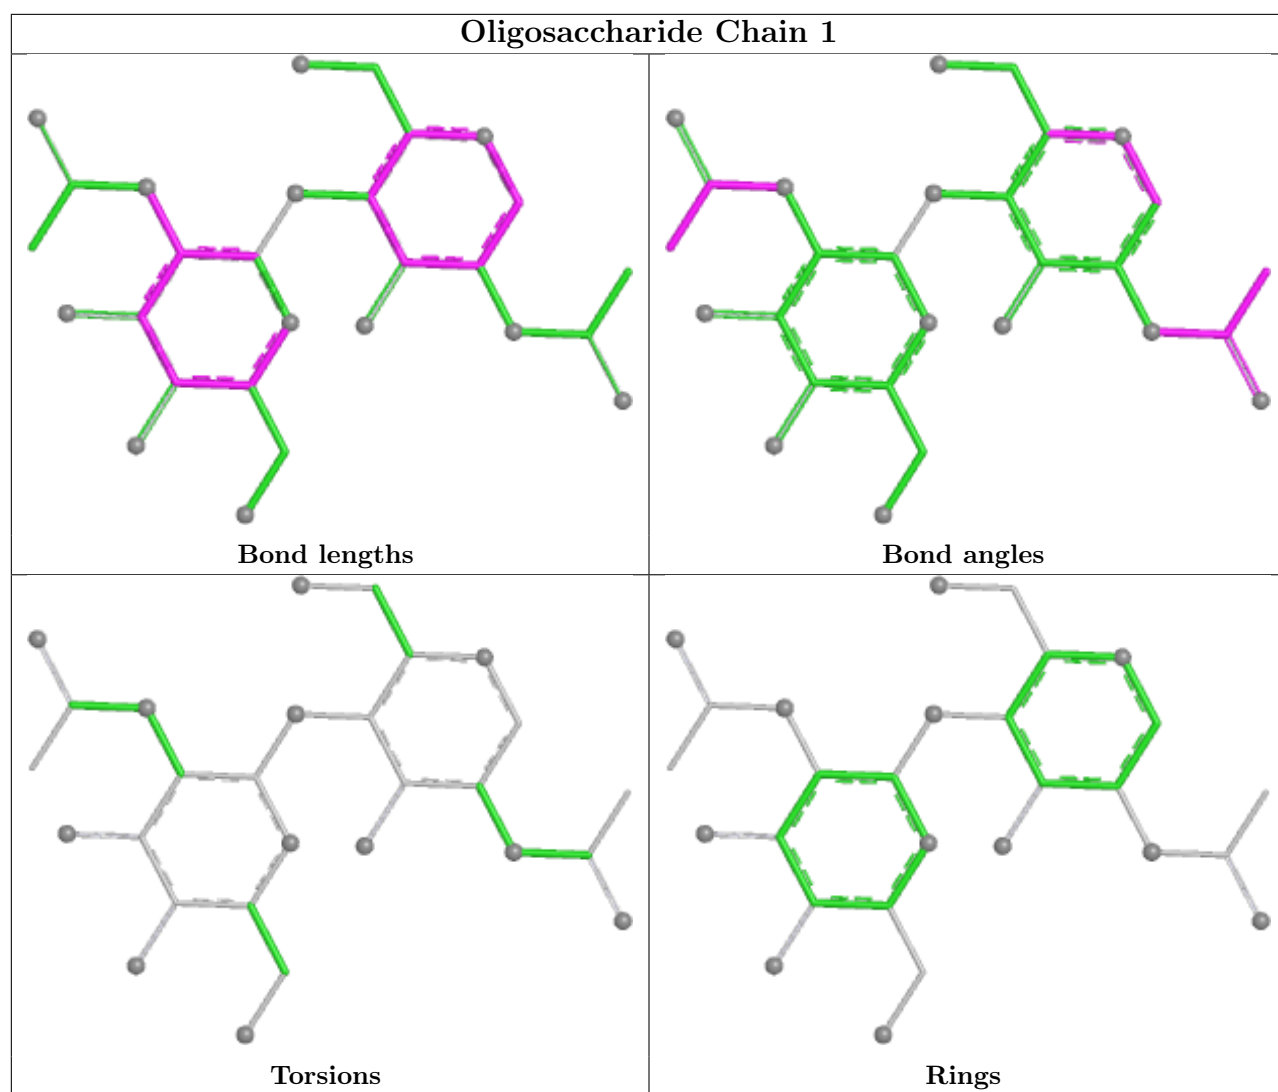 Oligosaccharide Chain 1
Bond lengths
Bond angles
Torsions
Rings